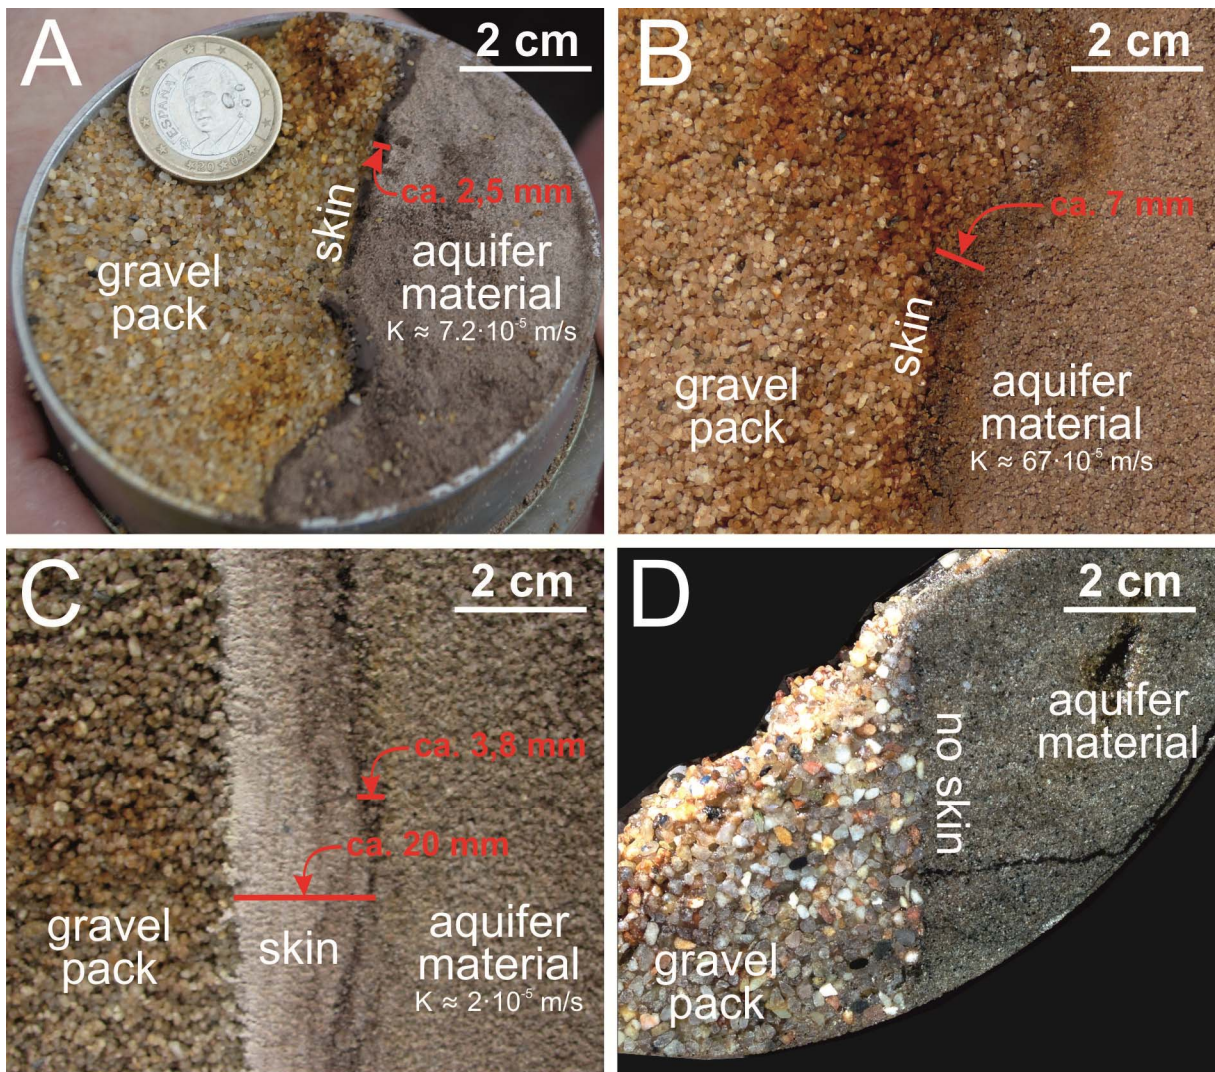 A
2 cm
ESPAÑA
ca. 2,5 mm
skin
gravel
pack
aquifer
material
K ≈ 7.2·10⁻⁵ m/s
B
2 cm
ca. 7 mm
skin
gravel
pack
aquifer
material
K ≈ 67·10⁻⁵ m/s
C
2 cm
ca. 3,8 mm
ca. 20 mm
gravel
pack
skin
aquifer
material
K ≈ 2·10⁻⁵ m/s
D
2 cm
aquifer
material
no skin
gravel
pack